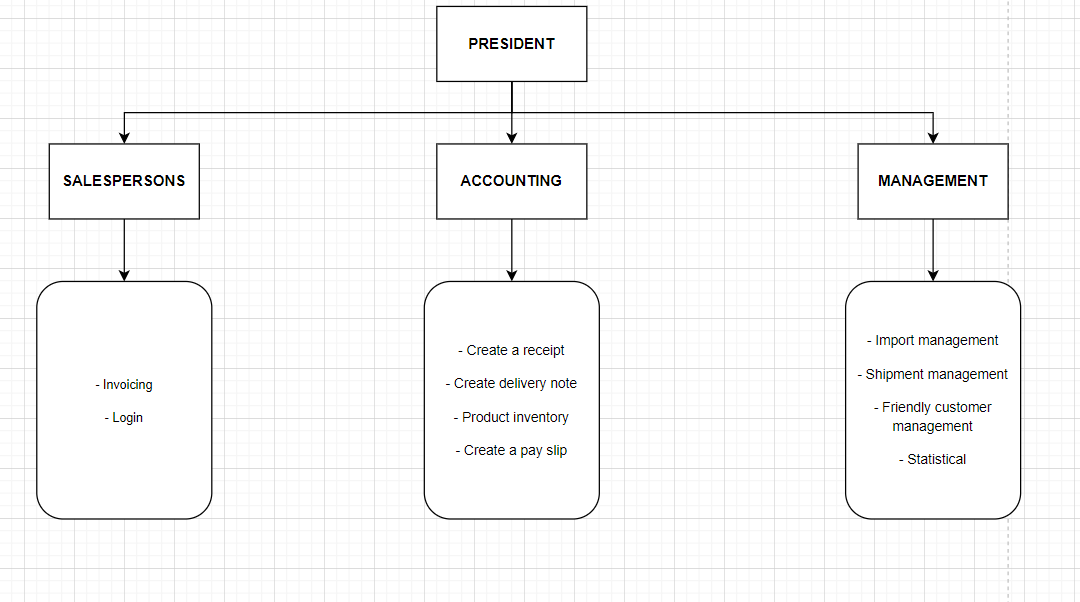 PRESIDENT
SALESPERSONS
ACCOUNTING
MANAGEMENT
- Invoicing
- Login
- Create a receipt
- Create delivery note
- Product inventory
- Create a pay slip
- Import management
- Shipment management
- Friendly customer
management
- Statistical